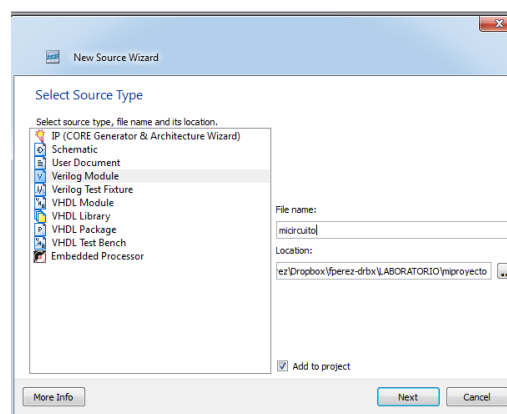 New Source Wizard
Select Source Type
Select source type, file name and its location.
IP (CORE Generator & Architecture Wizard)
Schematic
User Document
Verilog Module
Verilog Test Fixture
VHDL Module
VHDL Library
VHDL Package
VHDL Test Bench
Embedded Processor
File name:
micircuito
Location:
ez\Dropbox\fperez-drbx\LABORATORIO\miproyecto
...
Add to project
More Info
Next
Cancel